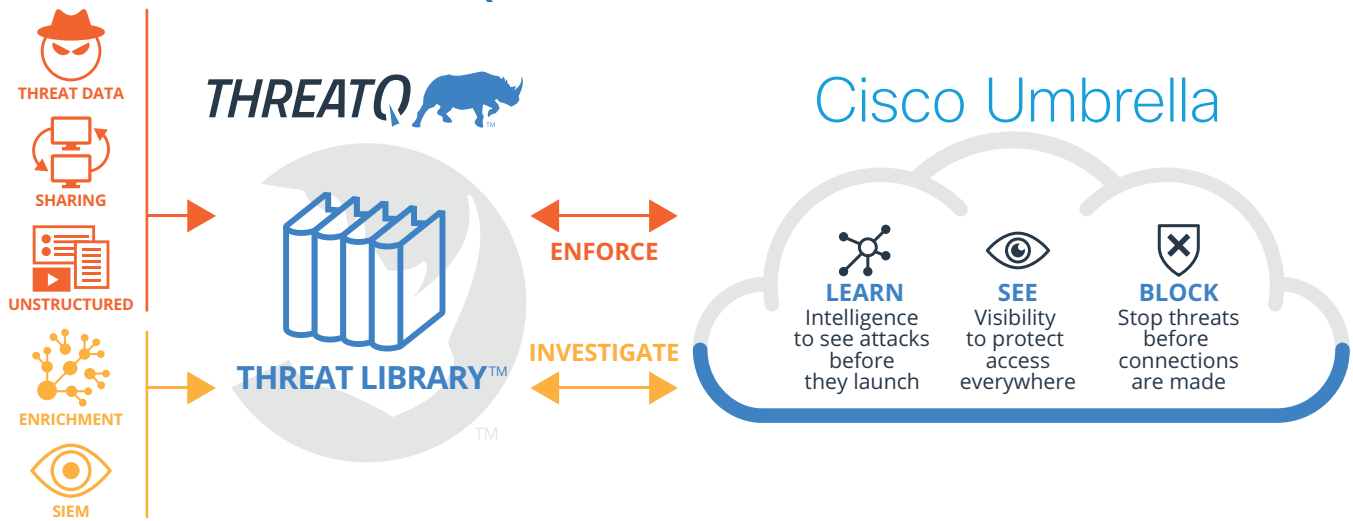 THREAT DATA
SHARING
UNSTRUCTURED
ENRICHMENT
SIEM
THREATQ
TM
THREAT LIBRARY™
TM
ENFORCE
INVESTIGATE
Cisco Umbrella
LEARN
Intelligence
to see attacks
before
they launch
SEE
Visibility
to protect
access
everywhere
BLOCK
Stop threats
before
connections
are made